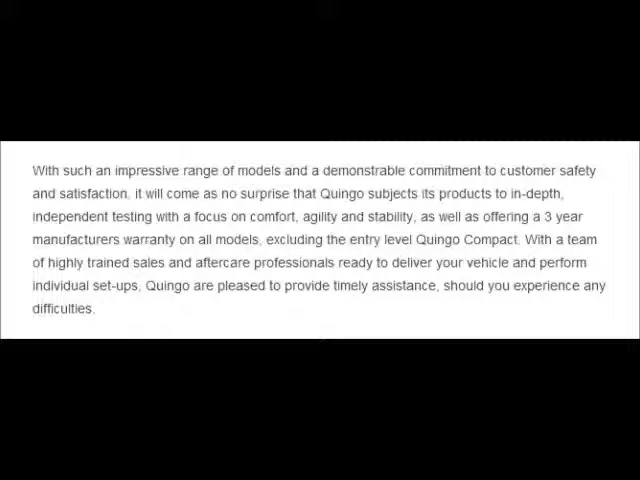 With such an impressive range of models and a demonstrable commitment to customer safety
and satisfaction, it will come as no surprise that Quingo subjects its products to in-depth,
independent testing with a focus on comfort, agility and stability, as well as offering a 3 year
manufacturers warranty on all models, excluding the entry level Quingo Compact. With a team
of highly trained sales and aftercare professionals ready to deliver your vehicle and perform
individual set-ups, Quingo are pleased to provide timely assistance, should you experience any
difficulties.